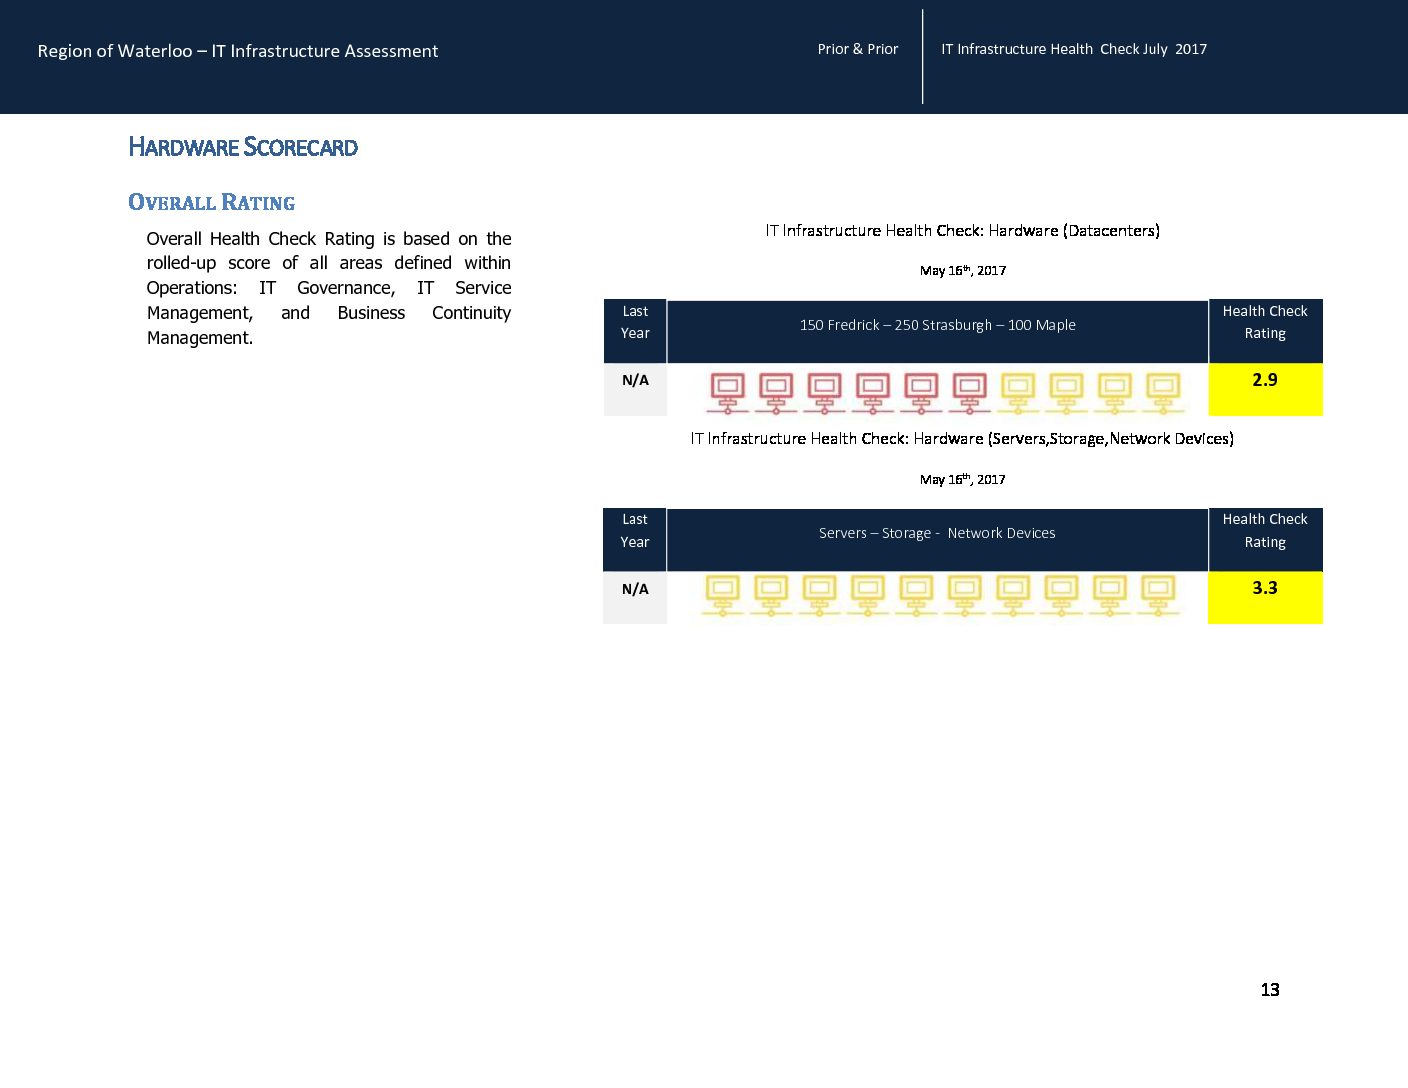 Region of Waterloo – IT Infrastructure Assessment
Prior & Prior
IT Infrastructure Health Check July 2017
HARDWARE SCORECARD
OVERALL RATING
Overall Health Check Rating is based on the
rolled-up score of all areas defined within
Operations: IT Governance, IT Service
Management, and Business Continuity
Management.
IT Infrastructure Health Check: Hardware (Datacenters)
May 16th, 2017
Last
Year
150 Fredrick – 250 Strasburgh – 100 Maple
Health Check
Rating
N/A
2.9
IT Infrastructure Health Check: Hardware (Servers,Storage,Network Devices)
May 16th, 2017
Last
Year
Servers – Storage - Network Devices
Health Check
Rating
N/A
3.3
13